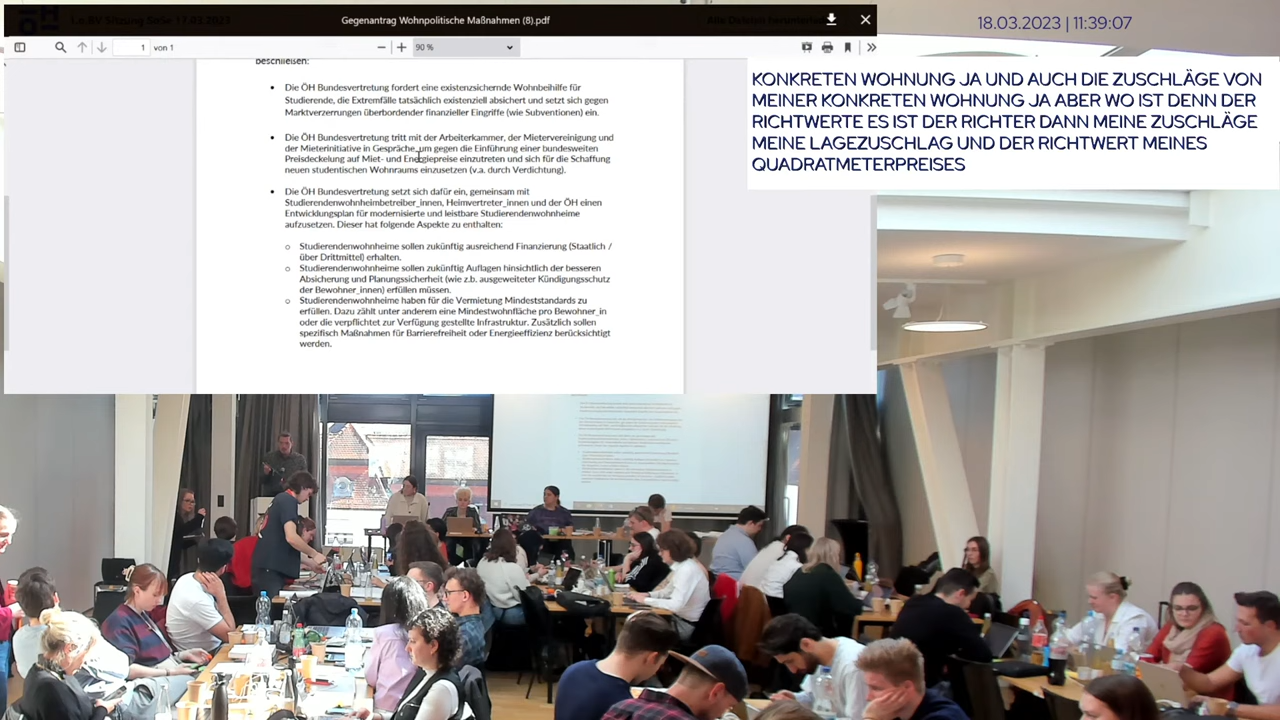 Gegenantrag Wohnpolitische Maßnahmen (8).pdf
18.03.2023 | 11:39:07
1 von 1
90 %
beschließen:
• Die ÖH Bundesvertretung fordert eine existenzsichernde Wohnbeihilfe für
Studierende, die Extremfälle tatsächlich existenziell absichert und setzt sich gegen
Marktverzerrungen überbordender finanzieller Eingriffe (wie Subventionen) ein.
• Die ÖH Bundesvertretung tritt mit der Arbeiterkammer, der Mietervereinigung und
der Mieterinitiative in Gespräche, um gegen die Einführung einer bundesweiten
Preisdeckelung auf Miet- und Energiepreise einzutreten und sich für die Schaffung
neuen studentischen Wohnraums einzusetzen (v.a. durch Verdichtung).
• Die ÖH Bundesvertretung setzt sich dafür ein, gemeinsam mit
Studierendenwohnheimbetreiber_innen, Heimvertreter_innen und der ÖH einen
Entwicklungsplan für modernisierte und leistbare Studierendenwohnheime
aufzusetzen. Dieser hat folgende Aspekte zu enthalten:
o Studierendenwohnheime sollen zukünftig ausreichend Finanzierung (Staatlich /
über Drittmittel) erhalten.
o Studierendenwohnheime sollen zukünftig Auflagen hinsichtlich der besseren
Absicherung und Planungssicherheit (wie z.b. ausgeweiteter Kündigungsschutz
der Bewohner_innen) erfüllen müssen.
o Studierendenwohnheime haben für die Vermietung Mindeststandards zu
erfüllen. Dazu zählt unter anderem eine Mindestwohnfläche pro Bewohner_in
oder die verpflichtet zur Verfügung gestellte Infrastruktur. Zusätzlich sollen
spezifisch Maßnahmen für Barrierefreiheit oder Energieeffizienz berücksichtigt
werden.
KONKRETEN WOHNUNG JA UND AUCH DIE ZUSCHLÄGE VON
MEINER KONKRETEN WOHNUNG JA ABER WO IST DENN DER
RICHTWERTE ES IST DER RICHTER DANN MEINE ZUSCHLÄGE
MEINE LAGEZUSCHLAG UND DER RICHTWERT MEINES
QUADRATMETERPREISES